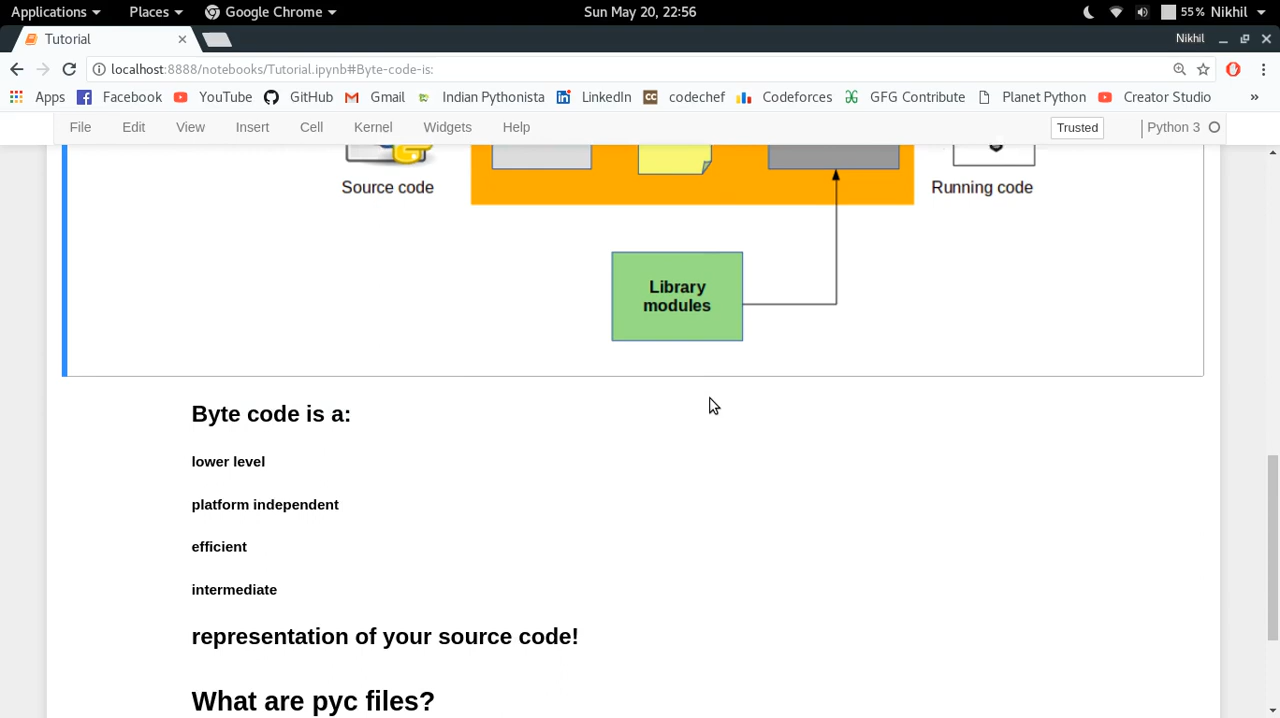 Applications Places Google Chrome Sun May 20, 22:56 55% Nikhil
Tutorial Nikhil
localhost:8888/notebooks/Tutorial.ipynb#Byte-code-is:
Apps Facebook YouTube GitHub Gmail Indian Pythonista LinkedIn codechef Codeforces GFG Contribute Planet Python Creator Studio »
File Edit View Insert Cell Kernel Widgets Help Trusted Python 3
Source code Running code
Library
modules
Byte code is a:
lower level
platform independent
efficient
intermediate
representation of your source code!
What are pyc files?